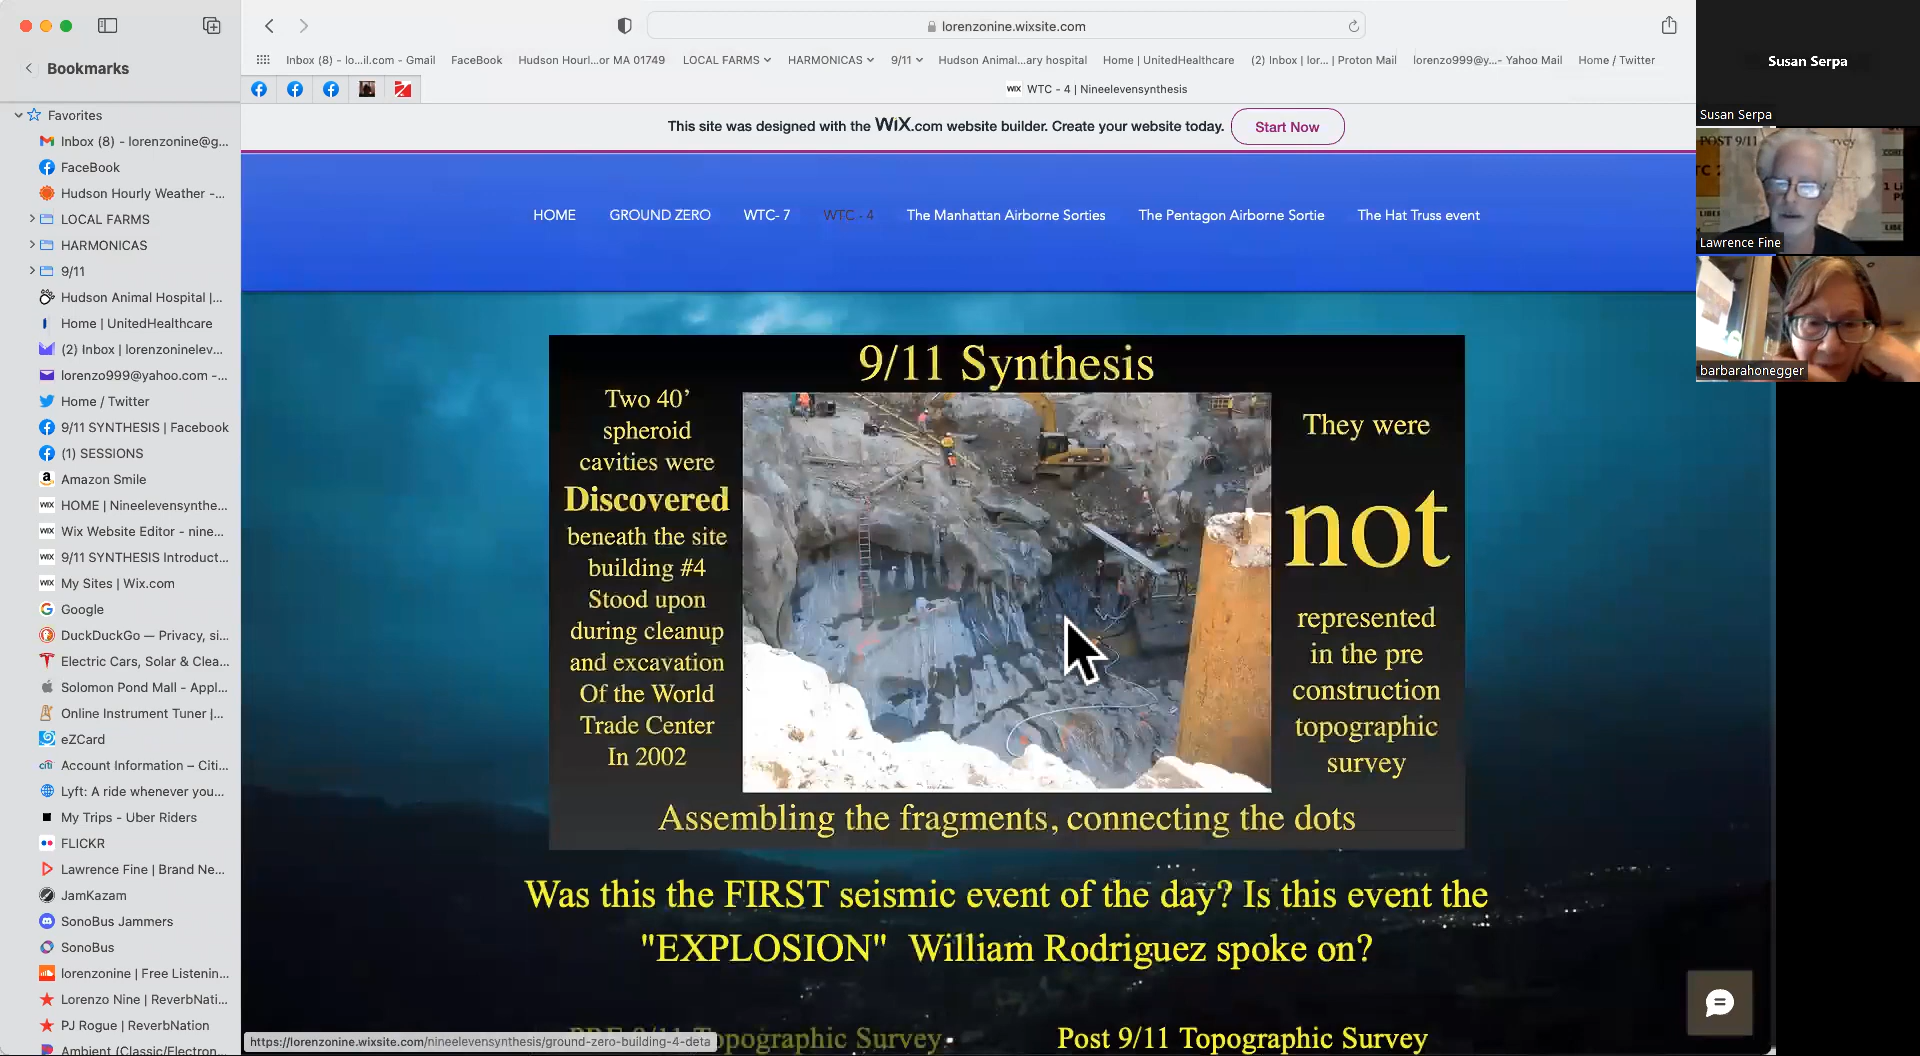 Bookmarks
Favorites
Inbox (8) - lorenzonine@g...
FaceBook
Hudson Hourly Weather -...
LOCAL FARMS
HARMONICAS
9/11
Hudson Animal Hospital |...
Home | UnitedHealthcare
(2) Inbox | lorenzoninelev...
lorenzo999@yahoo.com -...
Home / Twitter
9/11 SYNTHESIS | Facebook
(1) SESSIONS
Amazon Smile
HOME | Nineelevensynthe...
Wix Website Editor - nine...
9/11 SYNTHESIS Introduct...
My Sites | Wix.com
Google
DuckDuckGo — Privacy, si...
Electric Cars, Solar & Clea...
Solomon Pond Mall - Appl...
Online Instrument Tuner |...
eZCard
Account Information – Citi...
Lyft: A ride whenever you...
My Trips - Uber Riders
FLICKR
Lawrence Fine | Brand Ne...
JamKazam
SonoBus Jammers
SonoBus
lorenzonine | Free Listenin...
Lorenzo Nine | ReverbNati...
PJ Rogue | ReverbNation
Ambient (Classic/Electron...
lorenzonine.wixsite.com
Inbox (8) - lo...il.com - Gmail FaceBook Hudson Hourl...or MA 01749 LOCAL FARMS HARMONICAS 9/11 Hudson Animal...ary hospital Home | UnitedHealthcare (2) Inbox | lor... | Proton Mail lorenzo999@y...- Yahoo Mail Home / Twitter
WIX WTC - 4 | Nineelevensynthesis
This site was designed with the WiX.com website builder. Create your website today. Start Now
HOME GROUND ZERO WTC- 7 WTC - 4 The Manhattan Airborne Sorties The Pentagon Airborne Sortie The Hat Truss event
9/11 Synthesis
Two 40’
spheroid
cavities were
Discovered
beneath the site
building #4
Stood upon
during cleanup
and excavation
Of the World
Trade Center
In 2002
They were
not
represented
in the pre
construction
topographic
survey
Assembling the fragments, connecting the dots
Was this the FIRST seismic event of the day? Is this event the
"EXPLOSION" William Rodriguez spoke on?
PRE 9/11 Topographic Survey
Post 9/11 Topographic Survey
https://lorenzonine.wixsite.com/nineelevensynthesis/ground-zero-building-4-deta
Susan Serpa
Susan Serpa
POST 9/11
Lawrence Fine
barbarahonegger